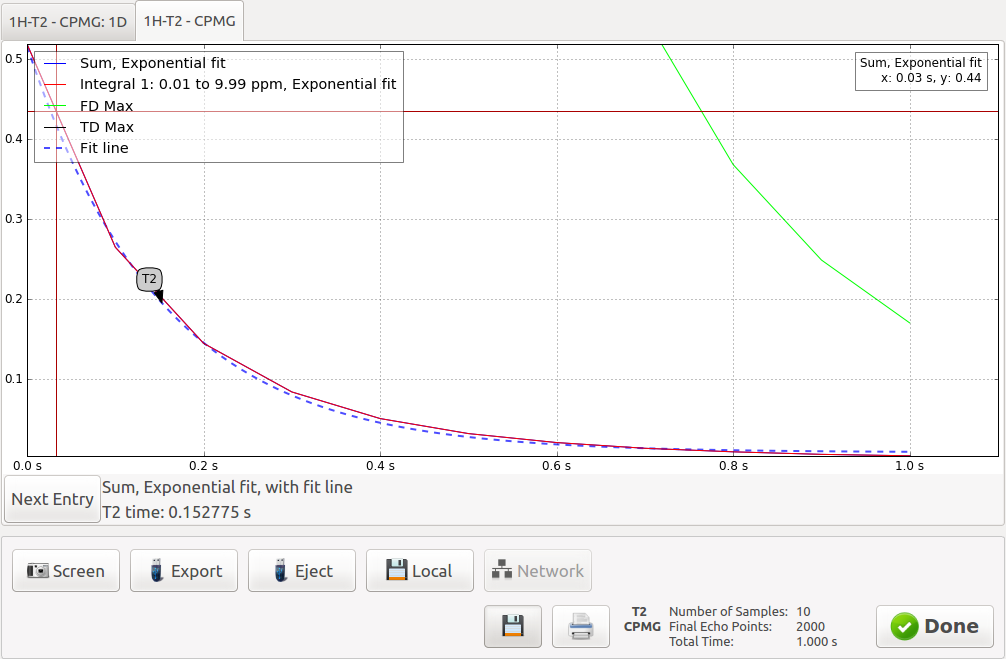 1H-T2 - CPMG: 1D
1H-T2 - CPMG
0.5
0.4
0.3
0.2
0.1
Sum, Exponential fit
Integral 1: 0.01 to 9.99 ppm, Exponential fit
FD Max
TD Max
Fit line
Sum, Exponential fit
x: 0.03 s, y: 0.44
T2
0.0 s
0.2 s
0.4 s
0.6 s
0.8 s
1.0 s
Next Entry
Sum, Exponential fit, with fit line
T2 time: 0.152775 s
Screen
Export
Eject
Local
Network
T2
CPMG
Number of Samples: 10
Final Echo Points: 2000
Total Time: 1.000 s
Done